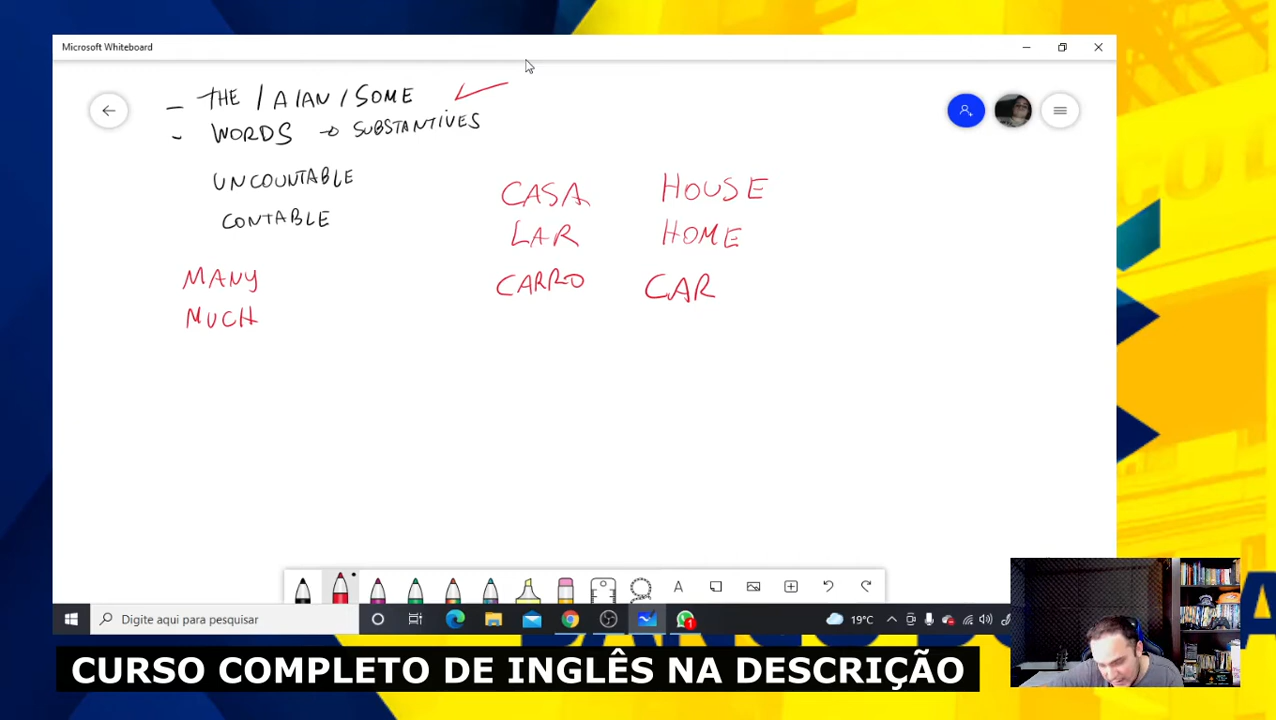 Microsoft Whiteboard
- THE / A / AN / SOME
- WORDS → SUBSTANTIVES
UNCOUNTABLE
CONTABLE
CASA HOUSE
LAR HOME
CARRO CAR
MANY
MUCH
A
Digite aqui para pesquisar
1
19°C
CURSO COMPLETO DE INGLÊS NA DESCRIÇÃO